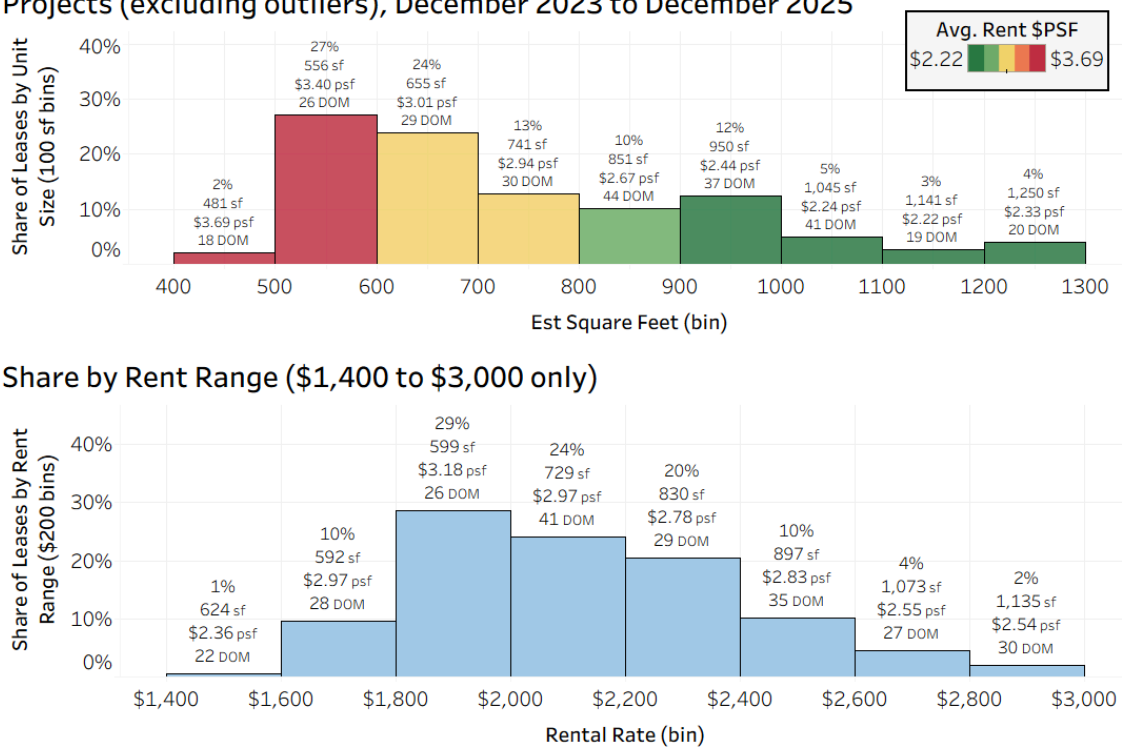 Projects (excluding outliers), December 2023 to December 2025
Avg. Rent $PSF
$2.22 $3.69
Share of Leases by Unit
Size (100 sf bins)
40%
30%
20%
10%
0%
2%
481 sf
$3.69 psf
18 DOM
27%
556 sf
$3.40 psf
26 DOM
24%
655 sf
$3.01 psf
29 DOM
13%
741 sf
$2.94 psf
30 DOM
10%
851 sf
$2.67 psf
44 DOM
12%
950 sf
$2.44 psf
37 DOM
5%
1,045 sf
$2.24 psf
41 DOM
3%
1,141 sf
$2.22 psf
19 DOM
4%
1,250 sf
$2.33 psf
20 DOM
400 500 600 700 800 900 1000 1100 1200 1300
Est Square Feet (bin)
Share by Rent Range ($1,400 to $3,000 only)
Share of Leases by Rent
Range ($200 bins)
40%
30%
20%
10%
0%
1%
624 sf
$2.36 psf
22 DOM
10%
592 sf
$2.97 psf
28 DOM
29%
599 sf
$3.18 psf
26 DOM
24%
729 sf
$2.97 psf
41 DOM
20%
830 sf
$2.78 psf
29 DOM
10%
897 sf
$2.83 psf
35 DOM
4%
1,073 sf
$2.55 psf
27 DOM
2%
1,135 sf
$2.54 psf
30 DOM
$1,400 $1,600 $1,800 $2,000 $2,200 $2,400 $2,600 $2,800 $3,000
Rental Rate (bin)